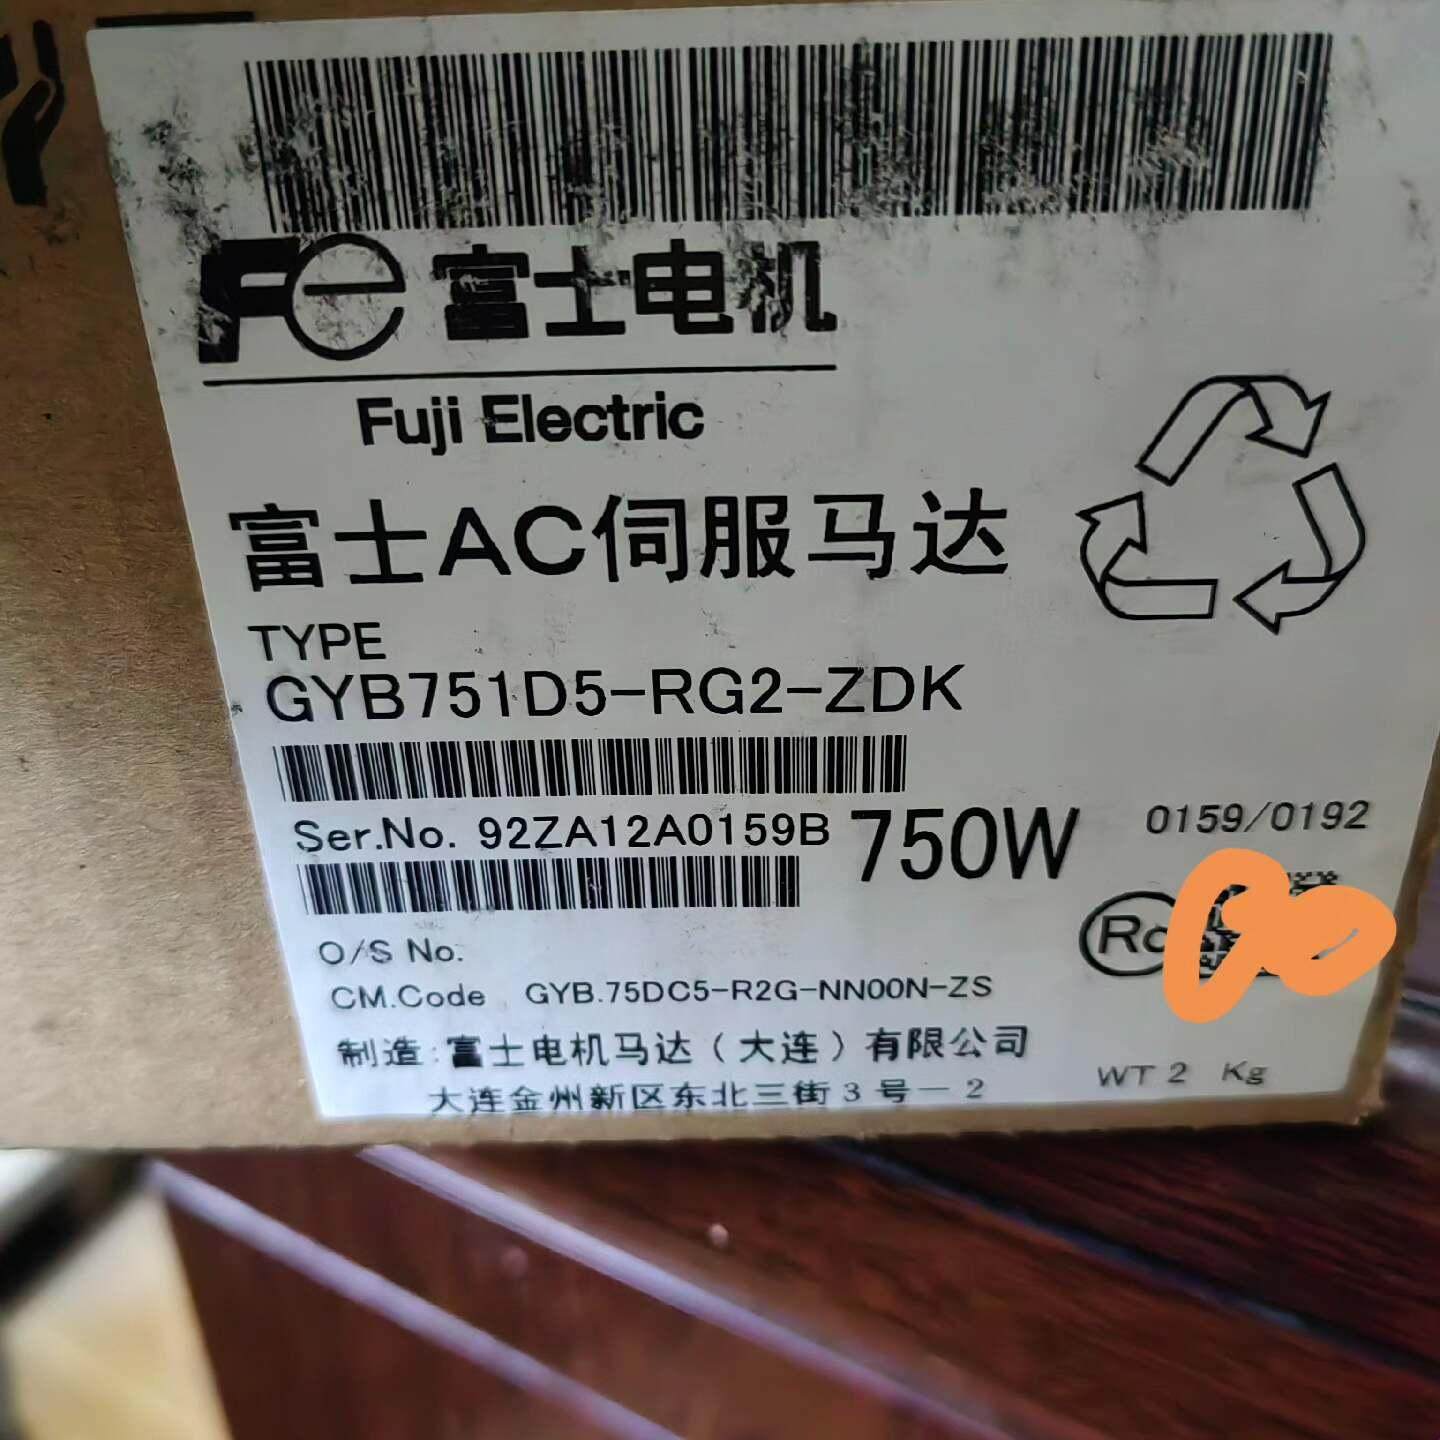 Fe 富士电机
Fuji Electric
富士AC伺服马达
TYPE
GYB751D5-RG2-ZDK
Ser.No. 92ZA12A0159B 750W 0159/0192
O/S No.
CM.Code GYB.75DC5-R2G-NN00N-ZS
制造:富士电机马达(大连)有限公司
大连金州新区东北三街3号-2
WT 2 Kg